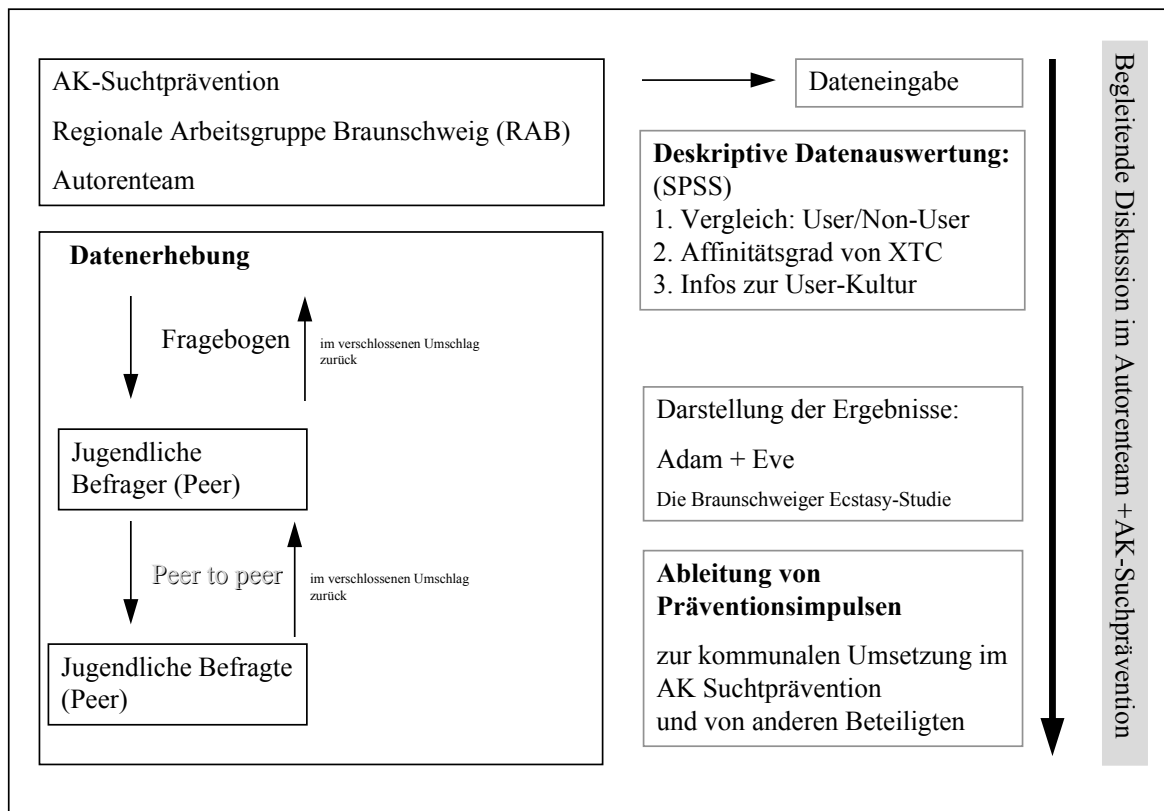 AK-Suchtprävention
Regionale Arbeitsgruppe Braunschweig (RAB)
Autorenteam
Datenerhebung
Fragebogen
im verschlossenen Umschlag
zurück
Jugendliche
Befrager (Peer)
Peer to peer
im verschlossenen Umschlag
zurück
Jugendliche Befragte
(Peer)
Dateneingabe
Deskriptive Datenauswertung:
(SPSS)
1. Vergleich: User/Non-User
2. Affinitätsgrad von XTC
3. Infos zur User-Kultur
Darstellung der Ergebnisse:
Adam + Eve
Die Braunschweiger Ecstasy-Studie
Ableitung von
Präventionsimpulsen
zur kommunalen Umsetzung im
AK Suchtprävention
und von anderen Beteiligten
Begleitende Diskussion im Autorenteam +AK-Suchprävention